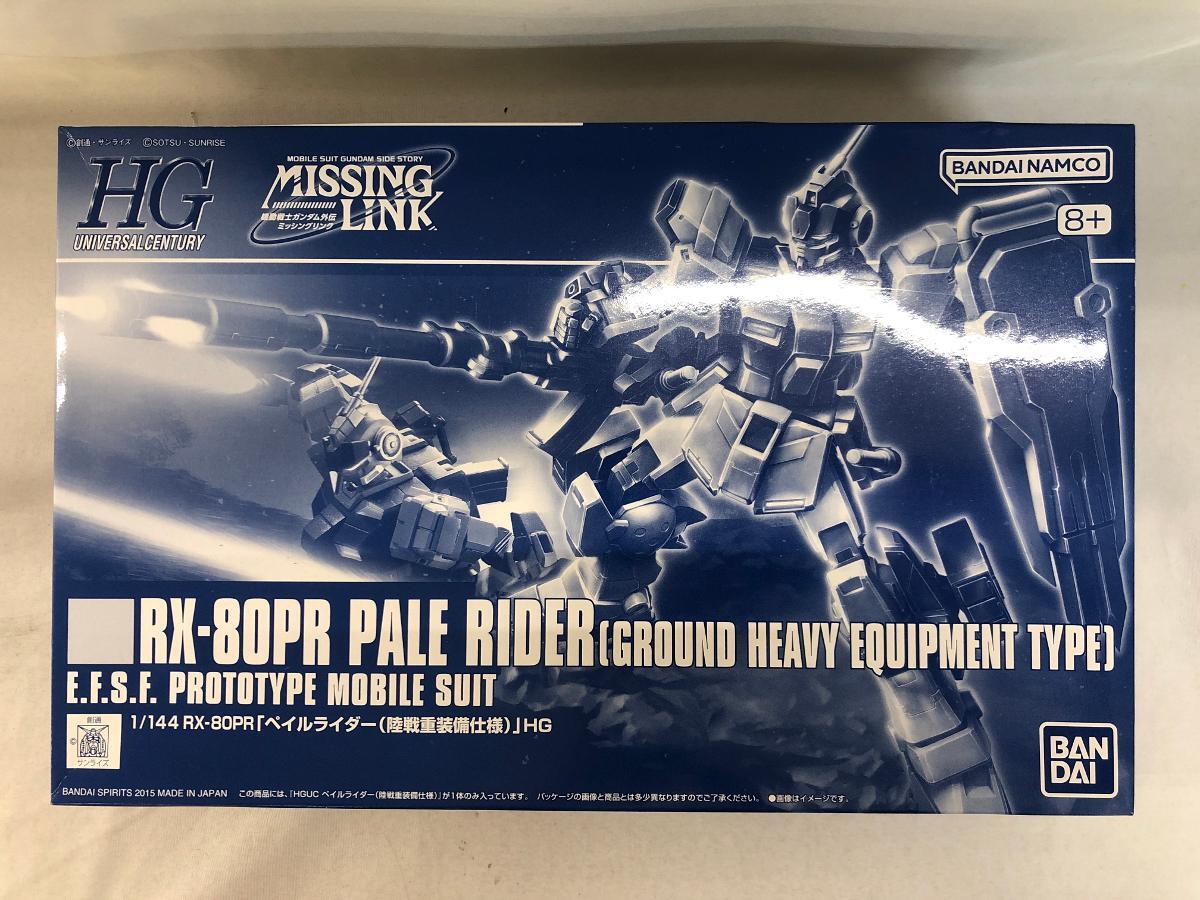 ©創通・サンライズ ©SOTSU・SUNRISE
HG
UNIVERSAL CENTURY
MOBILE SUIT GUNDAM SIDE STORY
MISSING LINK
機動戦士ガンダム外伝
ミッシングリンク
BANDAI NAMCO
8+
RX-80PR PALE RIDER (GROUND HEAVY EQUIPMENT TYPE)
E.F.S.F. PROTOTYPE MOBILE SUIT
1/144 RX-80PR「ペイルライダー(陸戦重装備仕様)」HG
創通
©
サンライズ
BAN
DAI
BANDAI SPIRITS 2015 MADE IN JAPAN この商品には、「HGUC ペイルライダー(陸戦重装備仕様)」が1体のみ入っています。 パッケージの画像と商品とは多少異なりますのでご了承ください。 ●画像はイメージです。